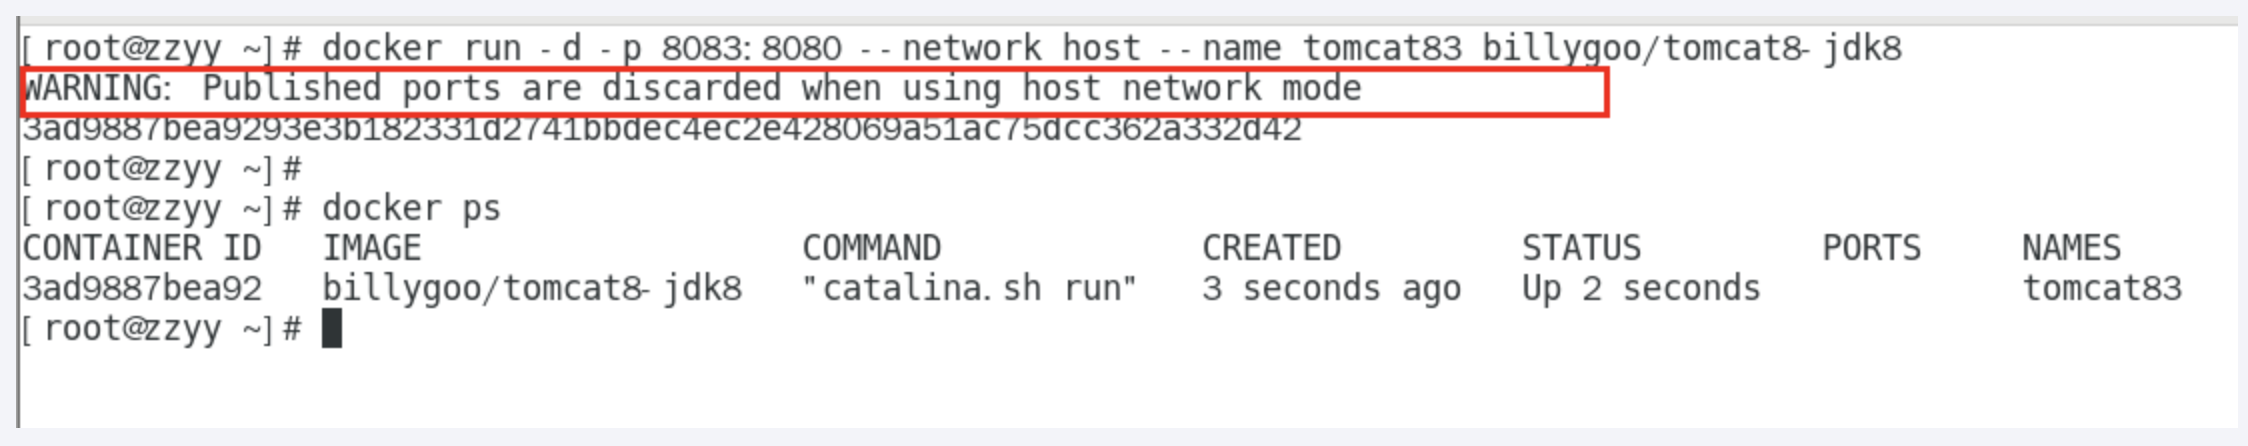 [root@zzyy ~]# docker run -d -p 8083:8080 --network host --name tomcat83 billygoo/tomcat8-jdk8
WARNING: Published ports are discarded when using host network mode
3ad9887bea9293e3b182331d2741bbdec4ec2e428069a51ac75dcc362a332d42
[root@zzyy ~]#
[root@zzyy ~]# docker ps
CONTAINER ID   IMAGE                   COMMAND             CREATED         STATUS         PORTS     NAMES
3ad9887bea92   billygoo/tomcat8-jdk8   "catalina.sh run"   3 seconds ago   Up 2 seconds             tomcat83
[root@zzyy ~]#